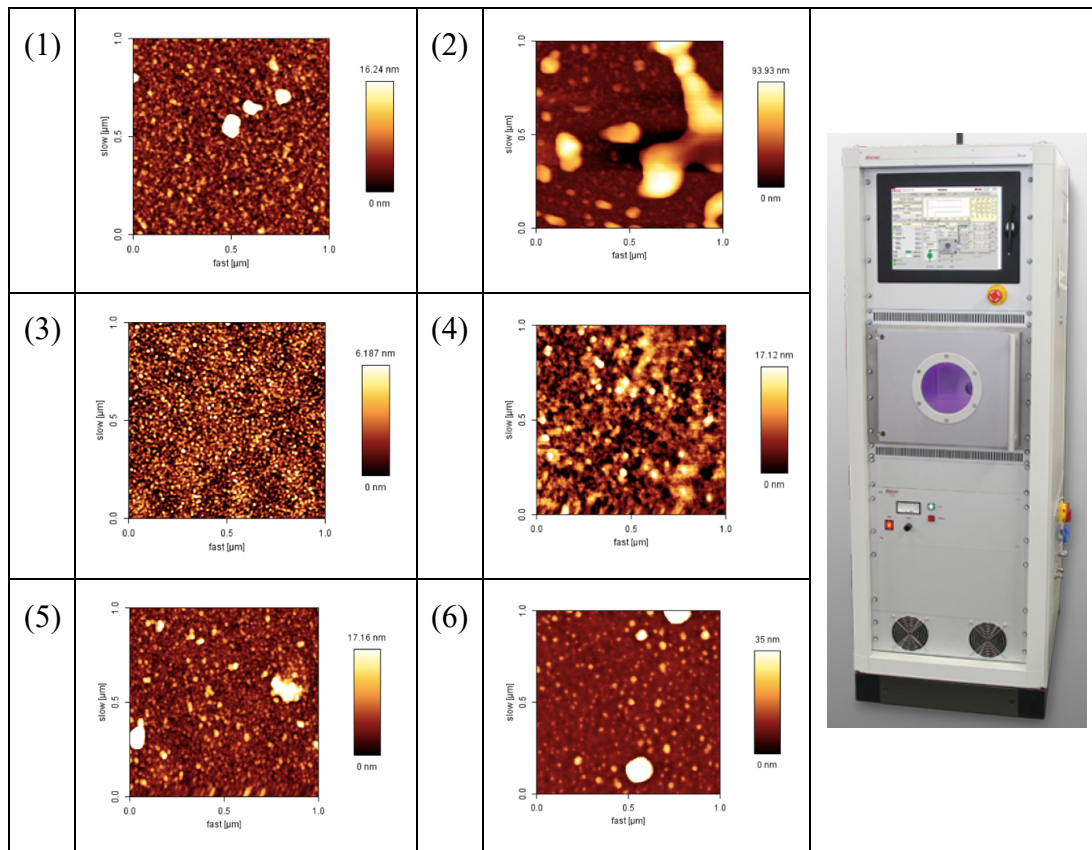 (1)
1.0
slow [µm]
0.5
0.0
0.0 0.5 1.0
fast [µm]
16.24 nm
0 nm
(2)
1.0
slow [µm]
0.5
0.0
0.0 0.5 1.0
fast [µm]
93.93 nm
0 nm
(3)
1.0
slow [µm]
0.5
0.0
0.0 0.5 1.0
fast [µm]
6.187 nm
0 nm
(4)
1.0
slow [µm]
0.5
0.0
0.0 0.5 1.0
fast [µm]
17.12 nm
0 nm
(5)
1.0
slow [µm]
0.5
0.0
0.0 0.5 1.0
fast [µm]
17.16 nm
0 nm
(6)
1.0
slow [µm]
0.5
0.0
0.0 0.5 1.0
fast [µm]
35 nm
0 nm